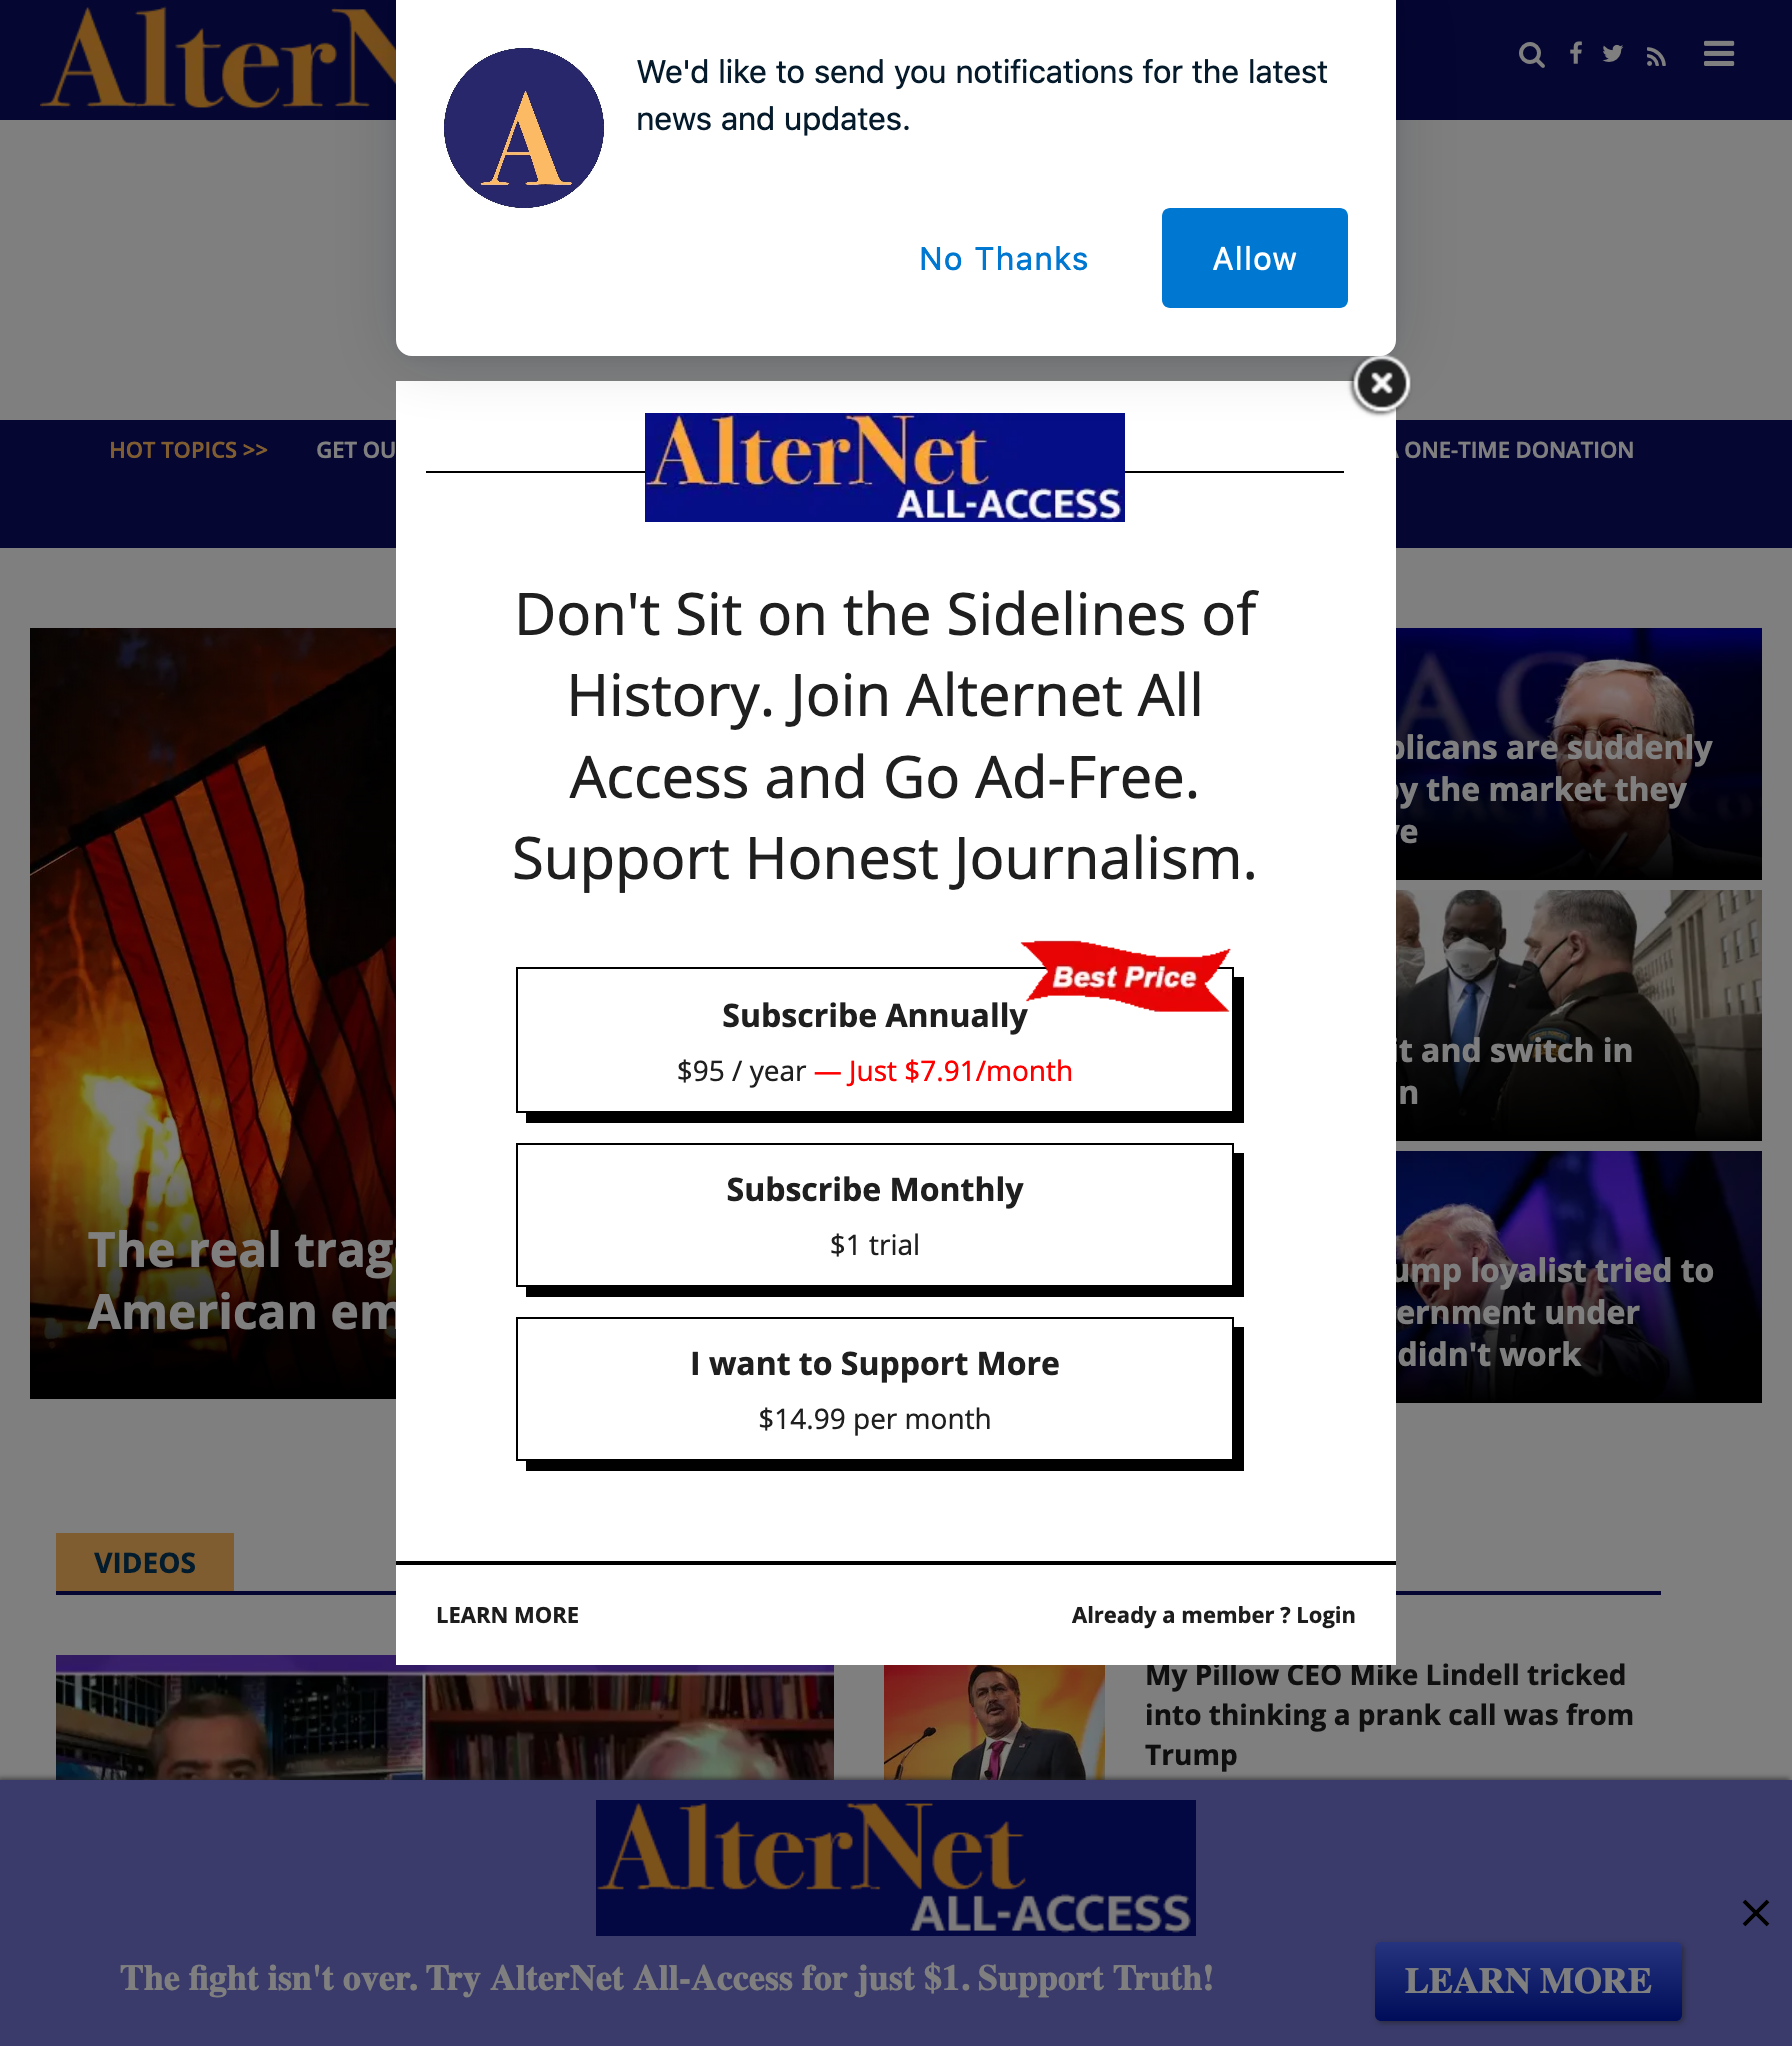 AlterN
We'd like to send you notifications for the latest
news and updates.
A
No Thanks
Allow
HOT TOPICS >>
GET OU
ONE-TIME DONATION
AlterNet
ALL-ACCESS
Don't Sit on the Sidelines of
History. Join Alternet All
Access and Go Ad-Free.
Support Honest Journalism.
Best Price
Subscribe Annually
$95 / year — Just $7.91/month
Subscribe Monthly
$1 trial
I want to Support More
$14.99 per month
LEARN MORE
Already a member ? Login
The real trag
American em
blicans are suddenly
by the market they
ve
it and switch in
n
ump loyalist tried to
ernment under
didn't work
VIDEOS
My Pillow CEO Mike Lindell tricked
into thinking a prank call was from
Trump
AlterNet
ALL-ACCESS
The fight isn't over. Try AlterNet All-Access for just $1. Support Truth!
LEARN MORE